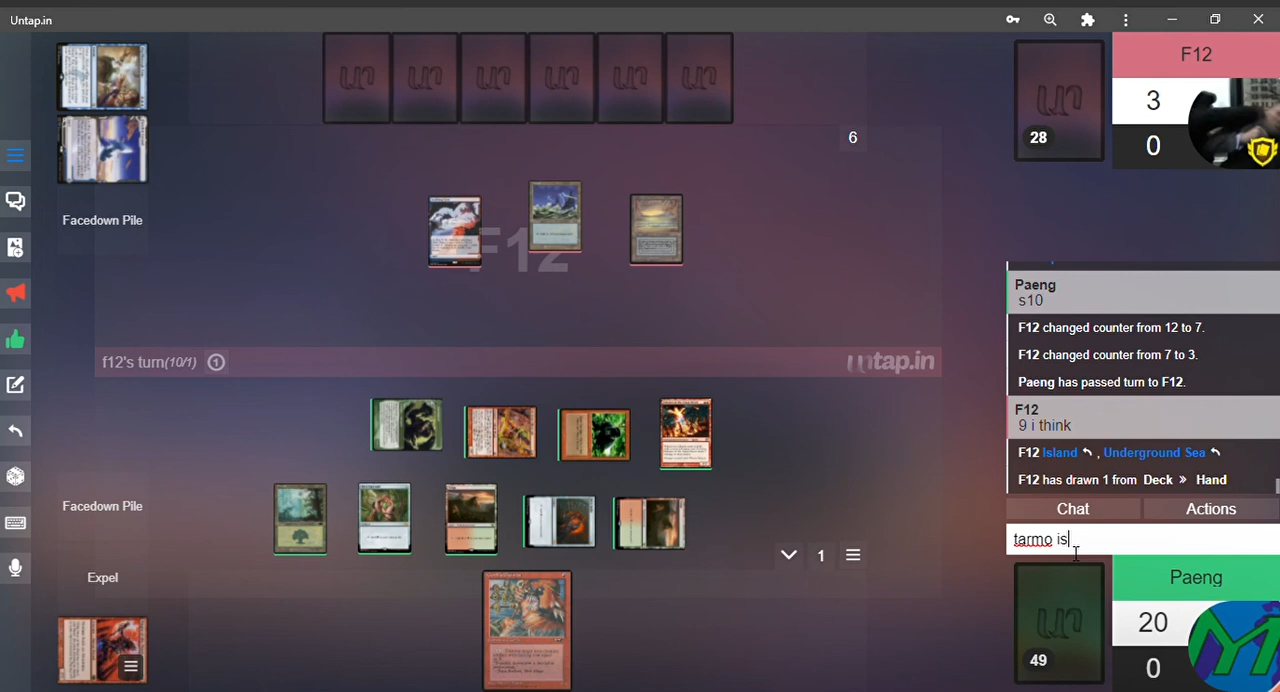 Untap.in
F12
3
0
28
6
Facedown Pile
F12
f12's turn(10/1) 1
untap.in
Paeng
s10
F12 changed counter from 12 to 7.
F12 changed counter from 7 to 3.
Paeng has passed turn to F12.
F12
9 i think
F12 Island , Underground Sea
F12 has drawn 1 from Deck » Hand
Chat Actions
tarmo is
Facedown Pile
1
Expel
Paeng
20
0
49